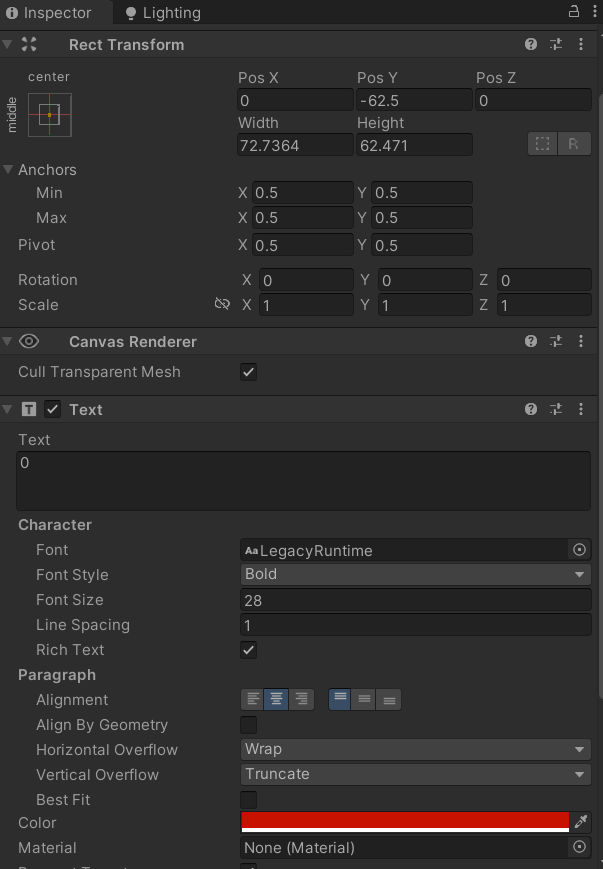 Inspector Lighting
Rect Transform
center
middle
Pos X Pos Y Pos Z
0 -62.5 0
Width Height
72.7364 62.471
R
Anchors
Min X 0.5 Y 0.5
Max X 0.5 Y 0.5
Pivot X 0.5 Y 0.5
Rotation X 0 Y 0 Z 0
Scale X 1 Y 1 Z 1
Canvas Renderer
Cull Transparent Mesh
T Text
Text
0
Character
Font Aa LegacyRuntime
Font Style Bold
Font Size 28
Line Spacing 1
Rich Text
Paragraph
Alignment
Align By Geometry
Horizontal Overflow Wrap
Vertical Overflow Truncate
Best Fit
Color
Material None (Material)